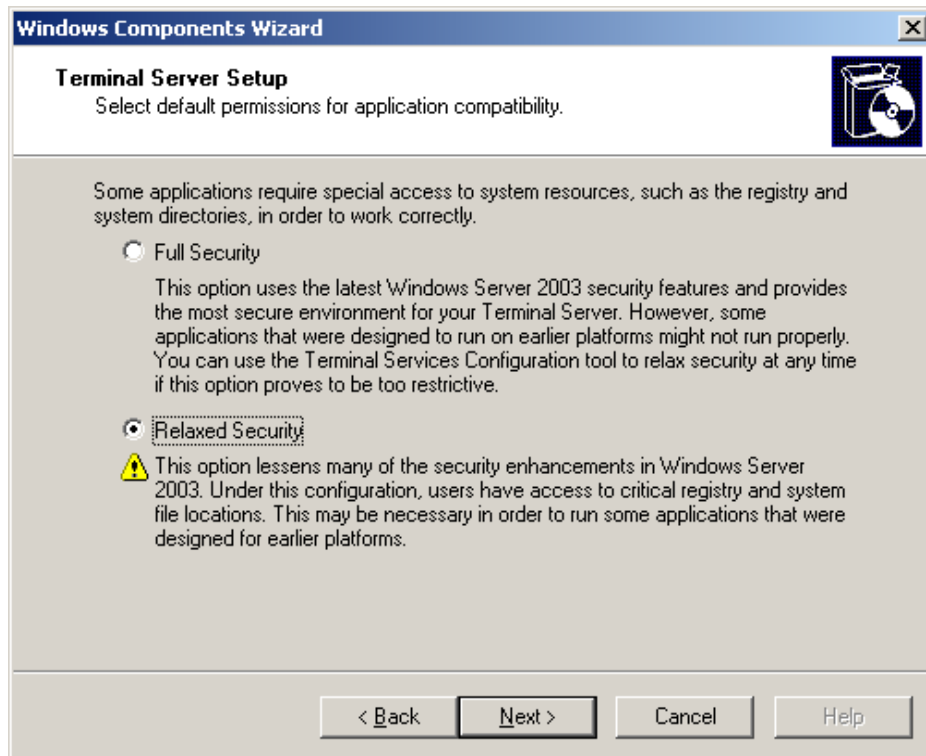 Windows Components Wizard
Terminal Server Setup
Select default permissions for application compatibility.
Some applications require special access to system resources, such as the registry and
system directories, in order to work correctly.
Full Security
This option uses the latest Windows Server 2003 security features and provides
the most secure environment for your Terminal Server. However, some
applications that were designed to run on earlier platforms might not run properly.
You can use the Terminal Services Configuration tool to relax security at any time
if this option proves to be too restrictive.
Relaxed Security
This option lessens many of the security enhancements in Windows Server
2003. Under this configuration, users have access to critical registry and system
file locations. This may be necessary in order to run some applications that were
designed for earlier platforms.
< Back Next > Cancel Help